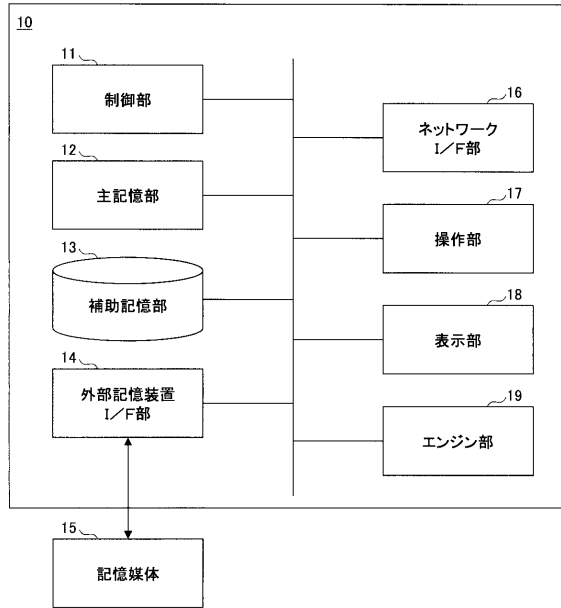 10
11
制御部
12
主記憶部
13
補助記憶部
14
外部記憶装置
I/F部
15
記憶媒体
16
ネットワーク
I/F部
17
操作部
18
表示部
19
エンジン部